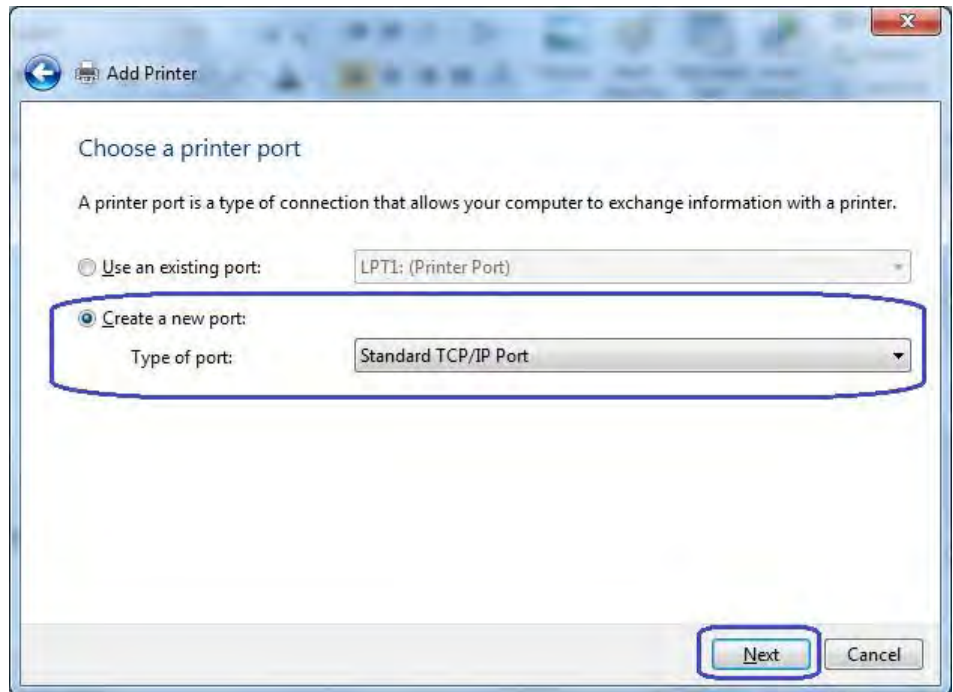 Add Printer
Choose a printer port
A printer port is a type of connection that allows your computer to exchange information with a printer.
Use an existing port: LPT1: (Printer Port)
Create a new port:
Type of port: Standard TCP/IP Port
Next Cancel